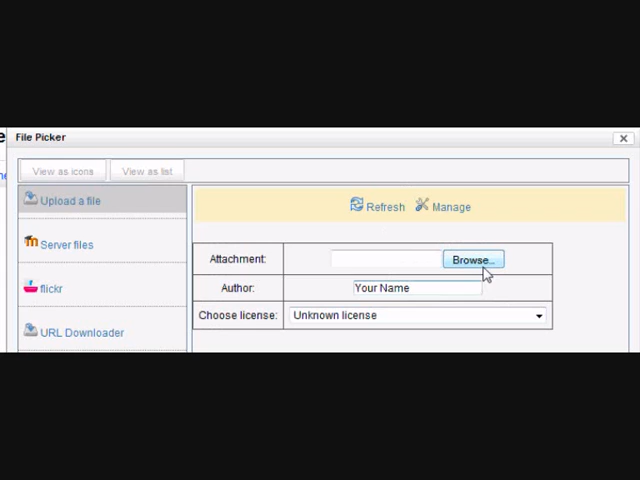 File Picker
View as icons View as list
Upload a file
Server files
flickr
URL Downloader
Refresh Manage
Attachment: Browse...
Author: Your Name
Choose license: Unknown license